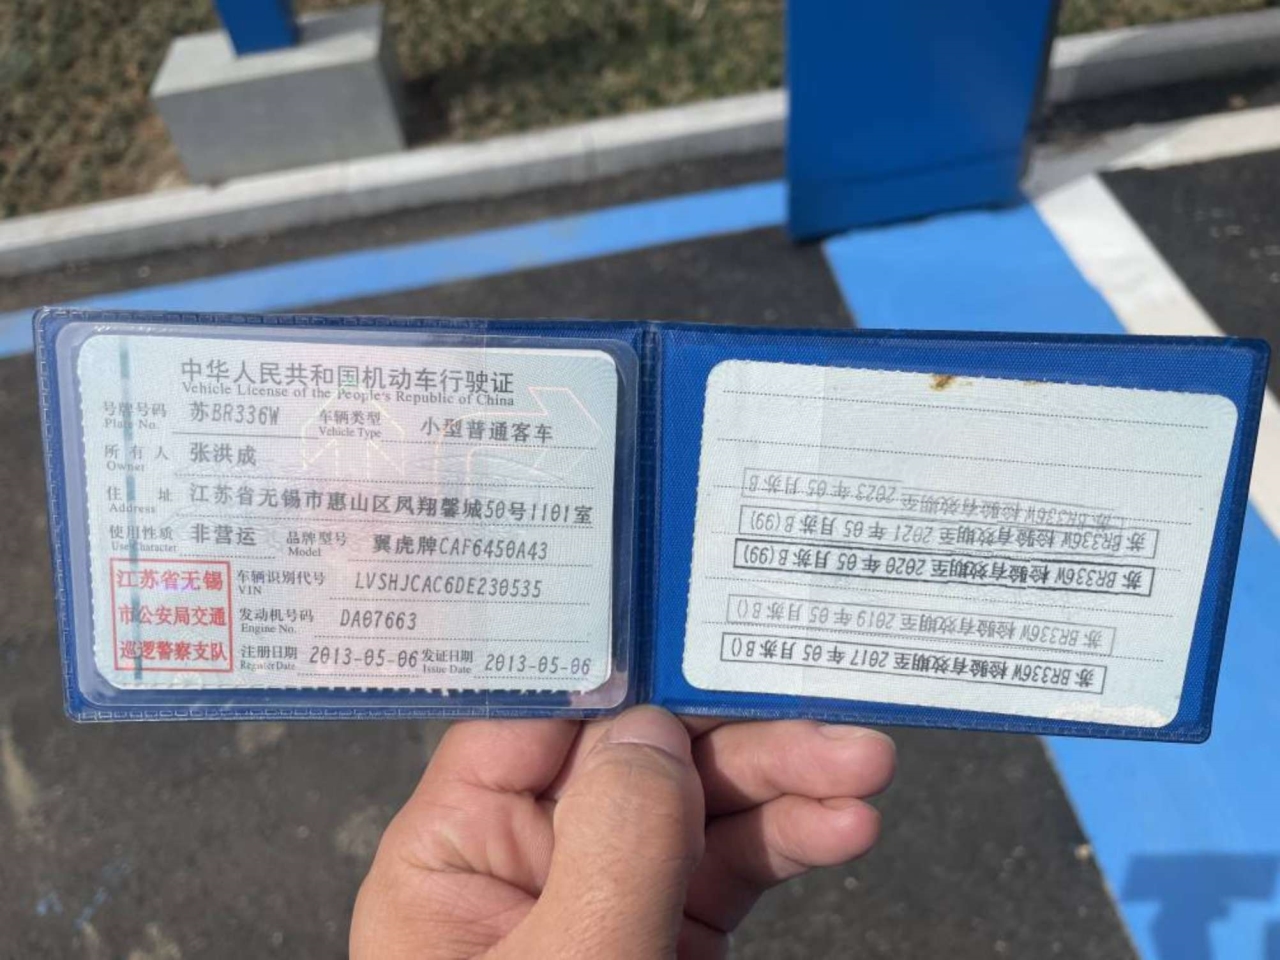 中华人民共和国机动车行驶证
Vehicle License of the People's Republic of China
号牌号码 苏BR336W 车辆类型 小型普通客车
Plate No. Vehicle Type
所有人 张洪成
Owner
住址 江苏省无锡市惠山区凤翔馨城50号1101室
Address
使用性质 非营运 品牌型号 翼虎牌CAF6450A43
Use Character Model
江苏省无锡
市公安局交通
巡逻警察支队
车辆识别代号 LVSHJCAC6DE230535
VIN
发动机号码 DA07663
Engine No.
注册日期 2013-05-06 发证日期 2013-05-06
Register Date Issue Date
苏BR336W 检验有效期至 2017年05月苏B()
苏BR336W 检验有效期至 2019年05月苏B()
苏BR336W 检验有效期至 2020年05月苏B(99)
苏BR336W 检验有效期至 2021年05月苏B(99)
苏BR336W 检验有效期至 2023年05月苏B